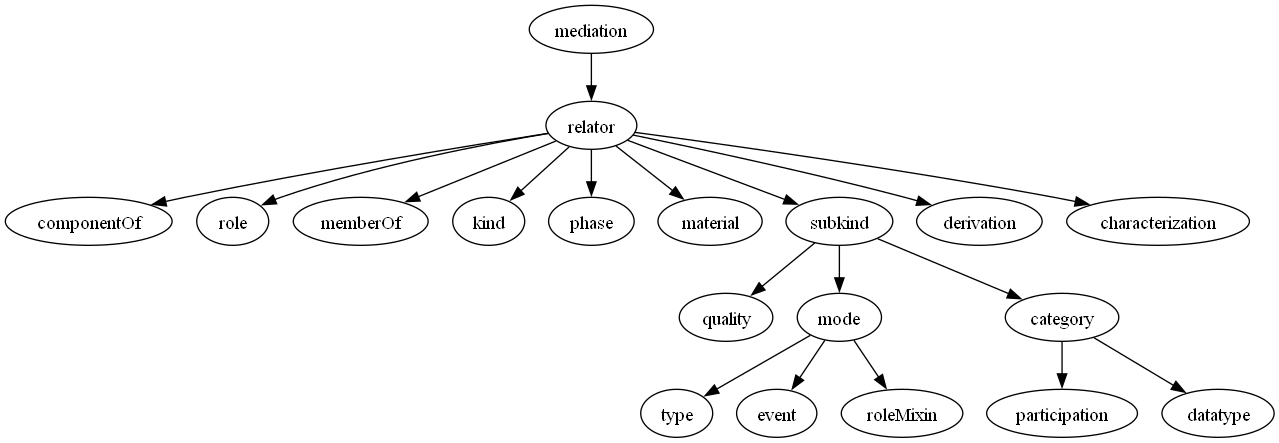 mediation
relator
componentOf
role
memberOf
kind
phase
material
subkind
derivation
characterization
quality
mode
category
type
event
roleMixin
participation
datatype